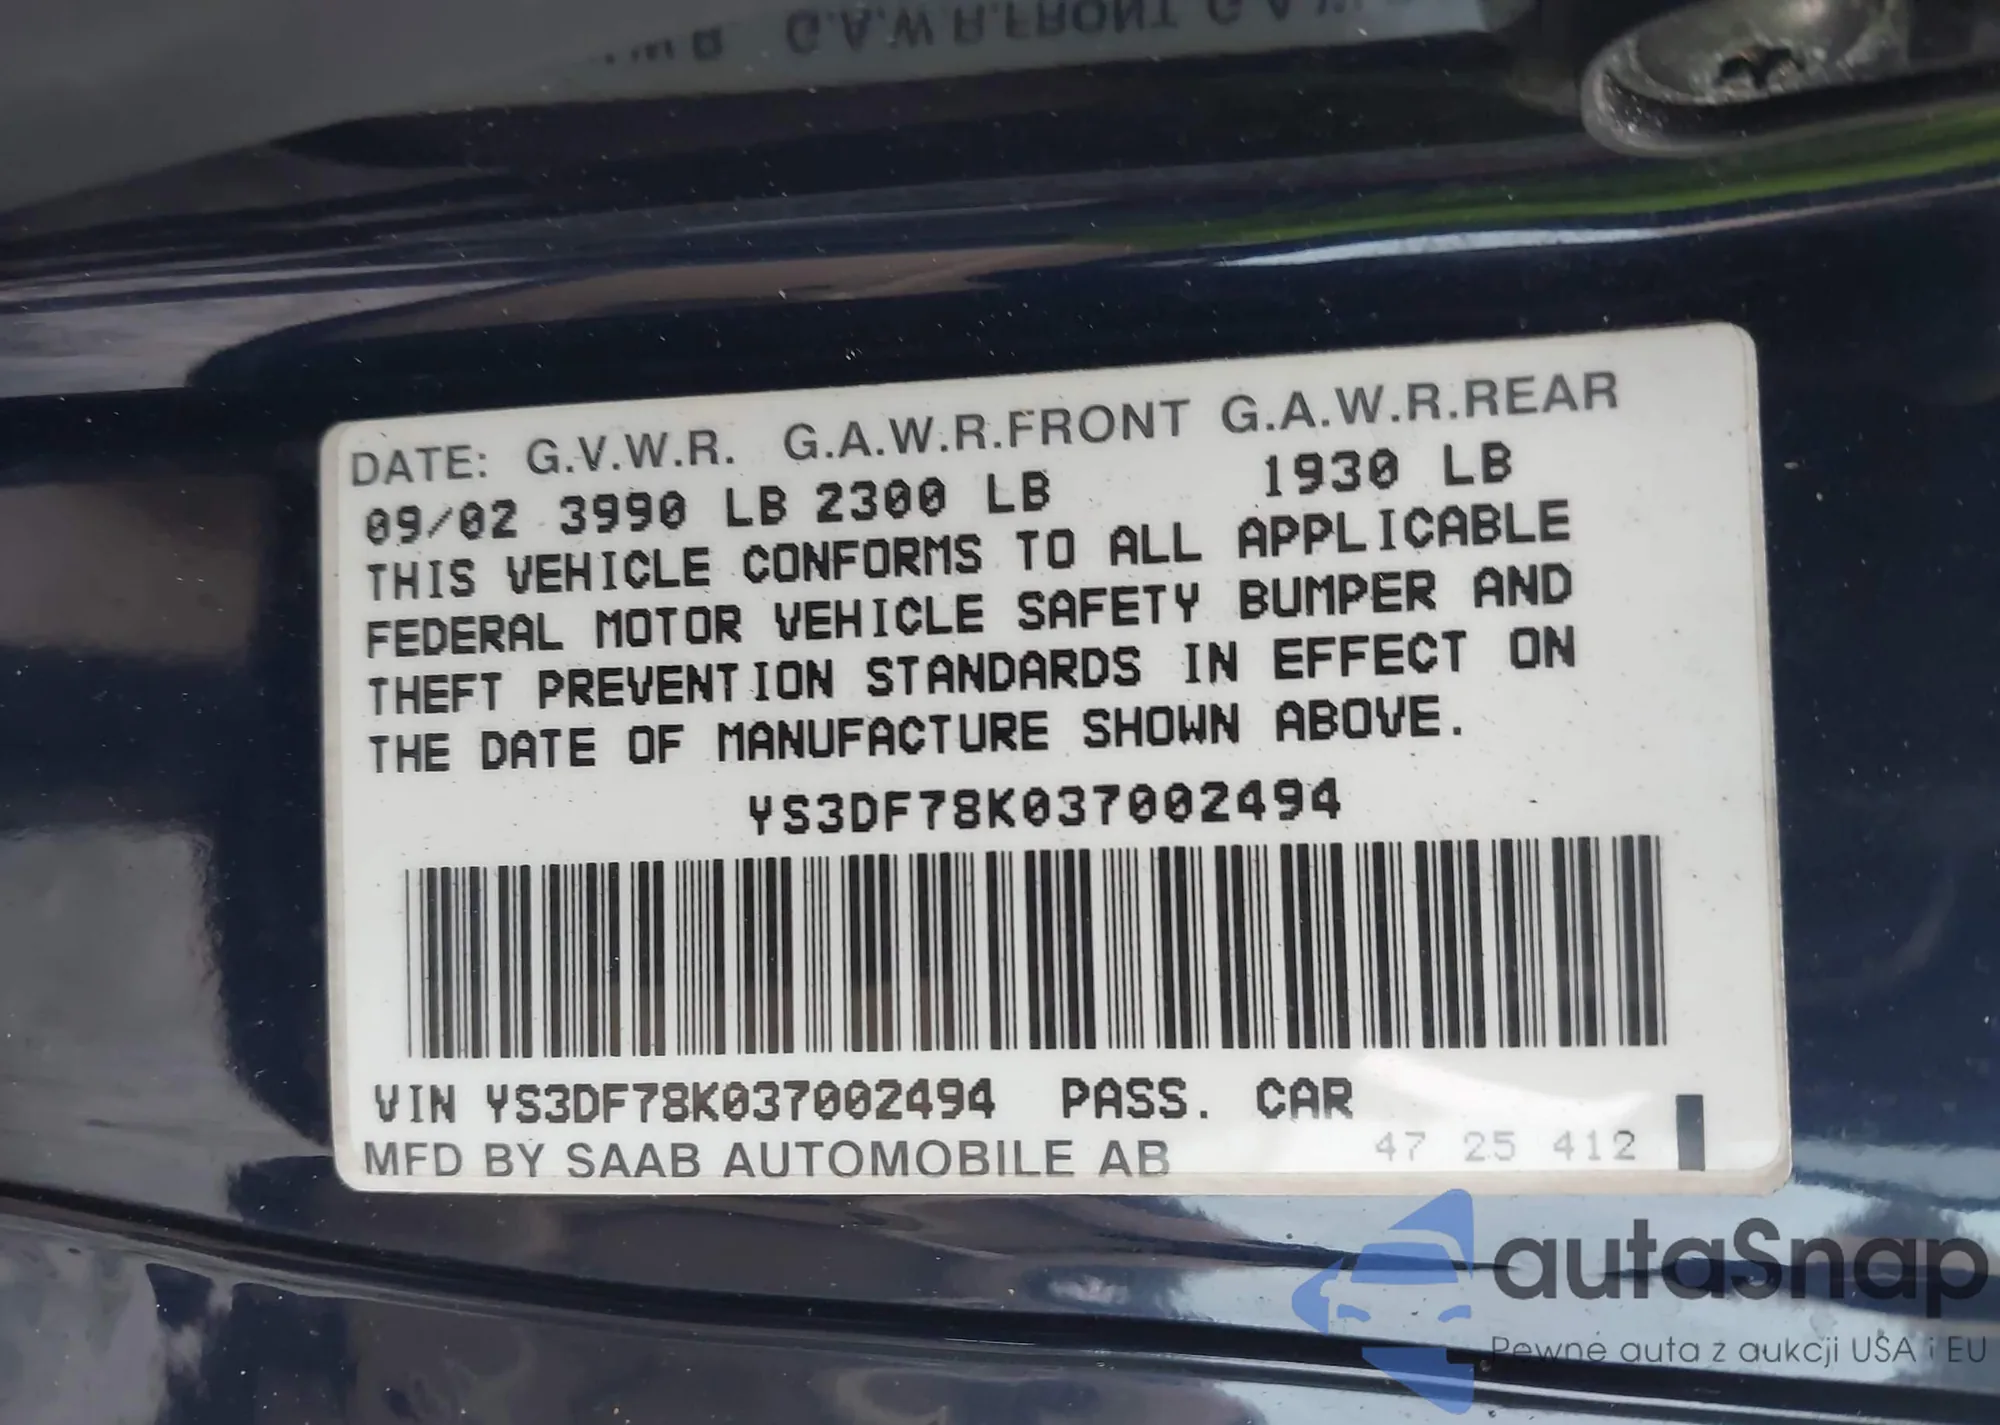 G.A.W.R.FRONT
DATE: G.V.W.R. G.A.W.R.FRONT G.A.W.R.REAR
09/02 3990 LB 2300 LB 1930 LB
THIS VEHICLE CONFORMS TO ALL APPLICABLE
FEDERAL MOTOR VEHICLE SAFETY BUMPER AND
THEFT PREVENTION STANDARDS IN EFFECT ON
THE DATE OF MANUFACTURE SHOWN ABOVE.
YS3DF78K037002494
VIN YS3DF78K037002494 PASS. CAR
MFD BY SAAB AUTOMOBILE AB 47 25 412
autaSnap
Pewne auta z aukcji USA i EU